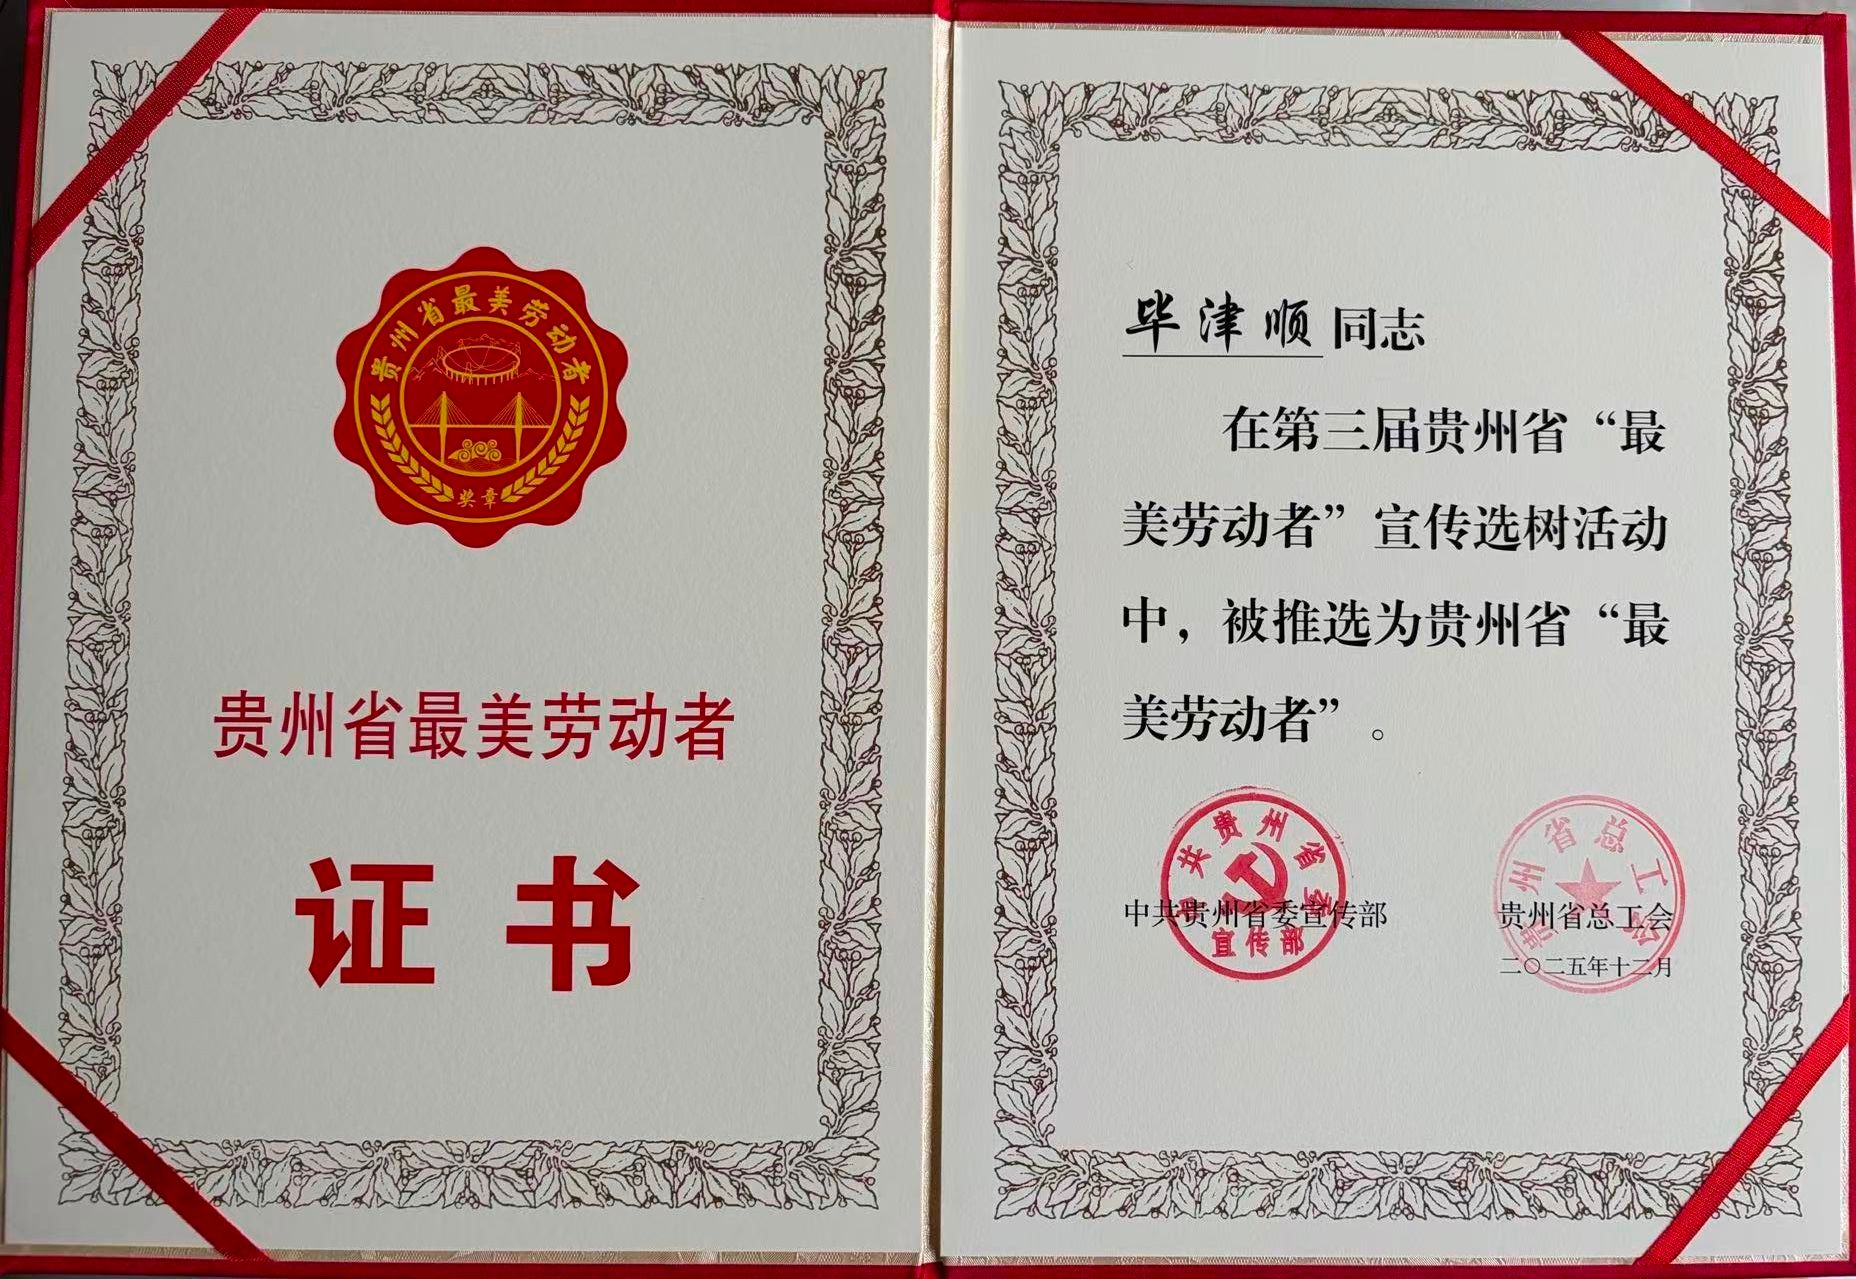 贵州省最美劳动者
奖章
贵州省最美劳动者
证书
毕津顺同志
在第三届贵州省“最
美劳动者”宣传选树活动
中，被推选为贵州省“最
美劳动者”。
中共贵州省委
宣传部
贵州省总工会
中共贵州省委宣传部
贵州省总工会
二〇二五年十二月